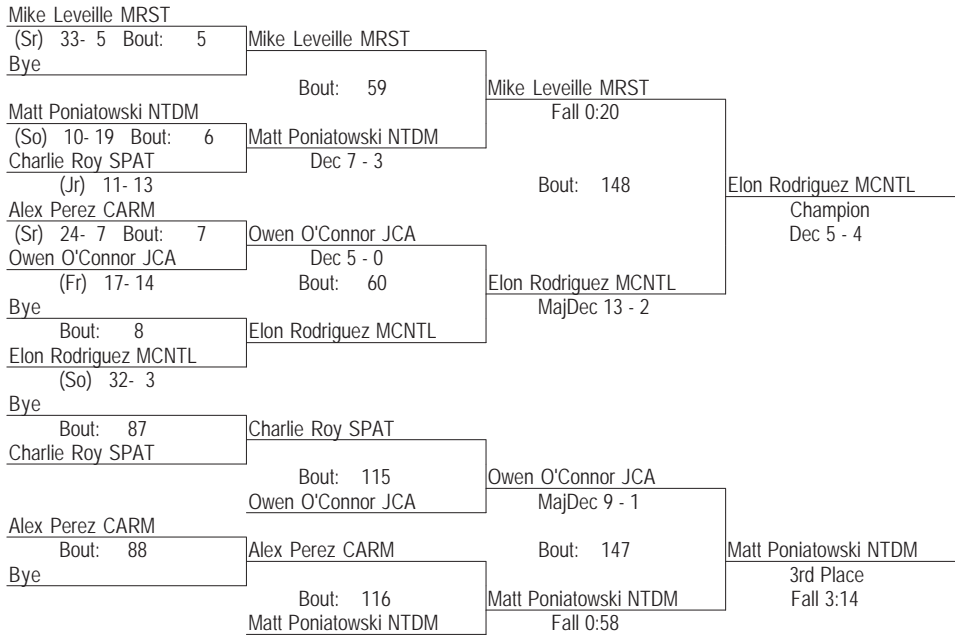 Mike Leveille MRST
(Sr) 33- 5 Bout: 5
Mike Leveille MRST
Bye
Bout: 59
Mike Leveille MRST
Matt Poniatowski NTDM
Fall 0:20
(So) 10- 19 Bout: 6
Matt Poniatowski NTDM
Charlie Roy SPAT
Dec 7 - 3
(Jr) 11- 13
Bout: 148
Elon Rodriguez MCNTL
Alex Perez CARM
Champion
(Sr) 24- 7 Bout: 7
Owen O'Connor JCA
Dec 5 - 4
Owen O'Connor JCA
Dec 5 - 0
(Fr) 17- 14
Bout: 60
Elon Rodriguez MCNTL
Bye
MajDec 13 - 2
Bout: 8
Elon Rodriguez MCNTL
Elon Rodriguez MCNTL
(So) 32- 3
Bye
Bout: 87
Charlie Roy SPAT
Charlie Roy SPAT
Bout: 115
Owen O'Connor JCA
Owen O'Connor JCA
MajDec 9 - 1
Alex Perez CARM
Bout: 88
Alex Perez CARM
Bout: 147
Matt Poniatowski NTDM
Bye
3rd Place
Bout: 116
Matt Poniatowski NTDM
Fall 3:14
Matt Poniatowski NTDM
Fall 0:58